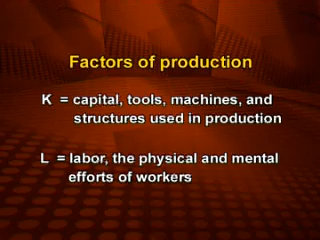 Factors of production
K = capital, tools, machines, and
structures used in production
L = labor, the physical and mental
efforts of workers